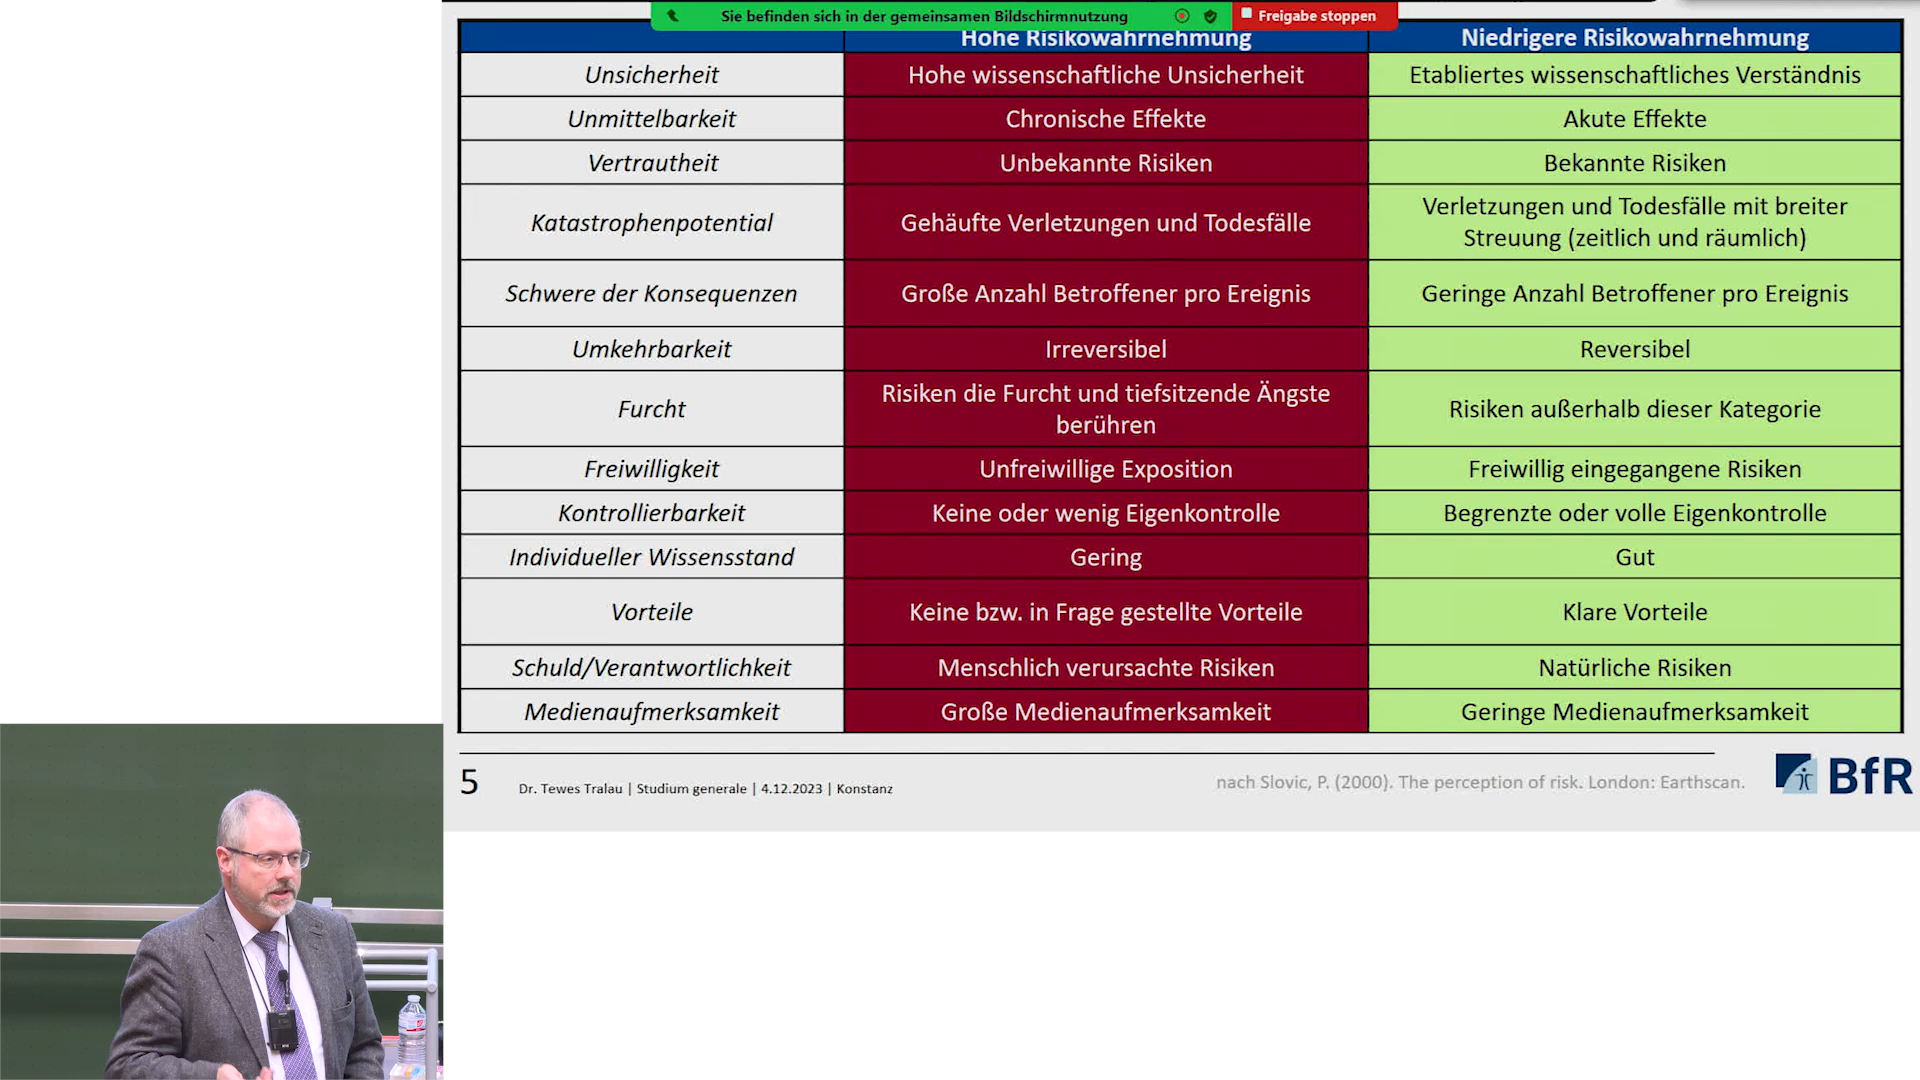 Sie befinden sich in der gemeinsamen Bildschirmnutzung
Freigabe stoppen
Hohe Risikowahrnehmung
Niedrigere Risikowahrnehmung
Unsicherheit
Hohe wissenschaftliche Unsicherheit
Etabliertes wissenschaftliches Verständnis
Unmittelbarkeit
Chronische Effekte
Akute Effekte
Vertrautheit
Unbekannte Risiken
Bekannte Risiken
Katastrophenpotential
Gehäufte Verletzungen und Todesfälle
Verletzungen und Todesfälle mit breiter
Streuung (zeitlich und räumlich)
Schwere der Konsequenzen
Große Anzahl Betroffener pro Ereignis
Geringe Anzahl Betroffener pro Ereignis
Umkehrbarkeit
Irreversibel
Reversibel
Furcht
Risiken die Furcht und tiefsitzende Ängste
berühren
Risiken außerhalb dieser Kategorie
Freiwilligkeit
Unfreiwillige Exposition
Freiwillig eingegangene Risiken
Kontrollierbarkeit
Keine oder wenig Eigenkontrolle
Begrenzte oder volle Eigenkontrolle
Individueller Wissensstand
Gering
Gut
Vorteile
Keine bzw. in Frage gestellte Vorteile
Klare Vorteile
Schuld/Verantwortlichkeit
Menschlich verursachte Risiken
Natürliche Risiken
Medienaufmerksamkeit
Große Medienaufmerksamkeit
Geringe Medienaufmerksamkeit
5
Dr. Tewes Tralau | Studium generale | 4.12.2023 | Konstanz
nach Slovic, P. (2000). The perception of risk. London: Earthscan.
BfR